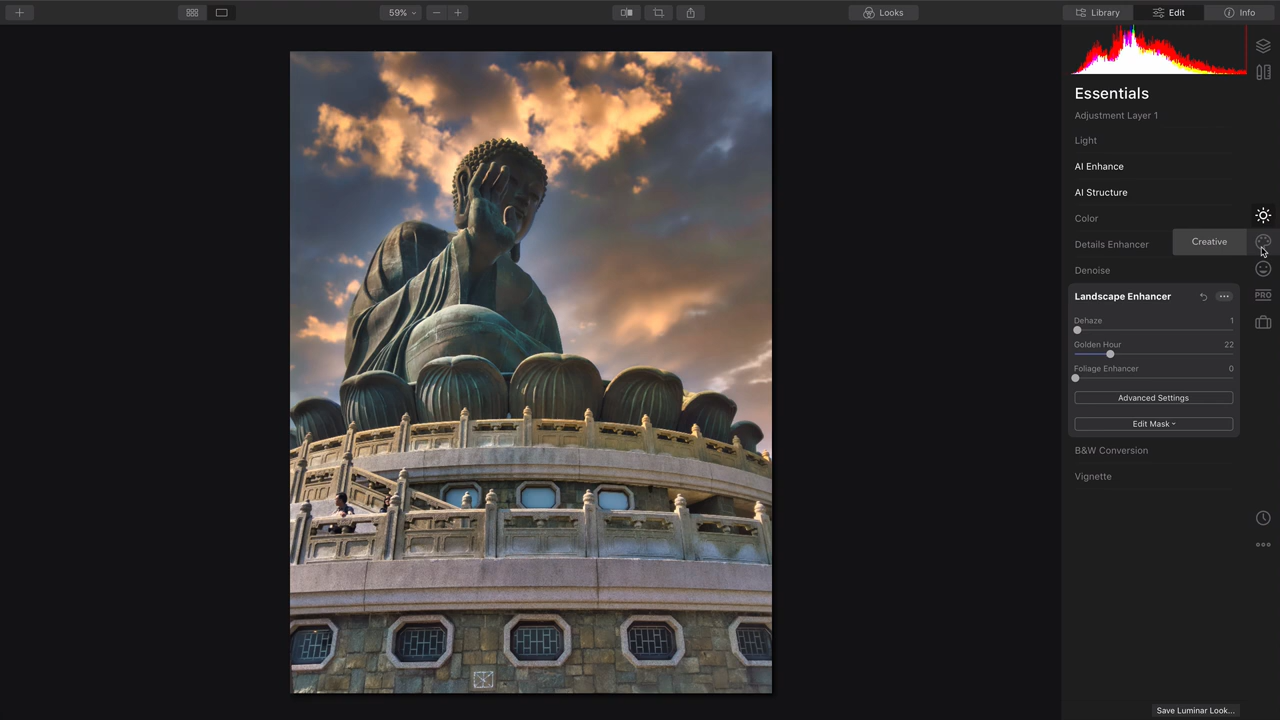 59%
Looks
Library
Edit
Info
Essentials
Adjustment Layer 1
Light
AI Enhance
AI Structure
Color
Details Enhancer
Creative
Denoise
PRO
Landscape Enhancer
Dehaze 1
Golden Hour 22
Foliage Enhancer 0
Advanced Settings
Edit Mask
B&W Conversion
Vignette
Save Luminar Look...